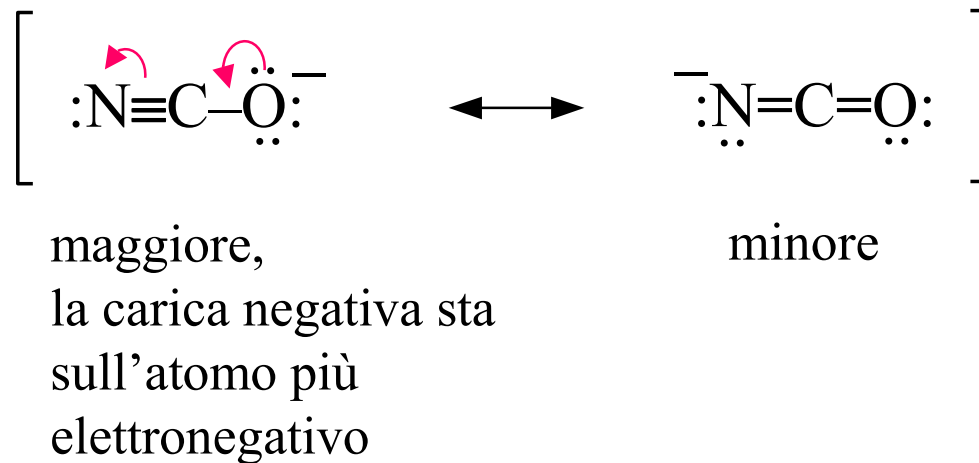 :N≡C–Ö:⁻ ↔ ⁻:N=C=O:
maggiore,
minore
la carica negativa sta
sull’atomo più
elettronegativo